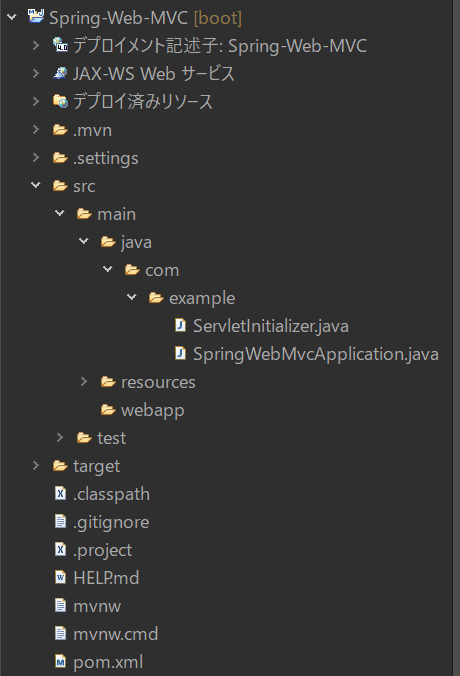 Spring-Web-MVC [boot]
デプロイメント記述子: Spring-Web-MVC
JAX-WS Web サービス
デプロイ済みリソース
.mvn
.settings
src
main
java
com
example
ServletInitializer.java
SpringWebMvcApplication.java
resources
webapp
test
target
.classpath
.gitignore
.project
HELP.md
mvnw
mvnw.cmd
pom.xml